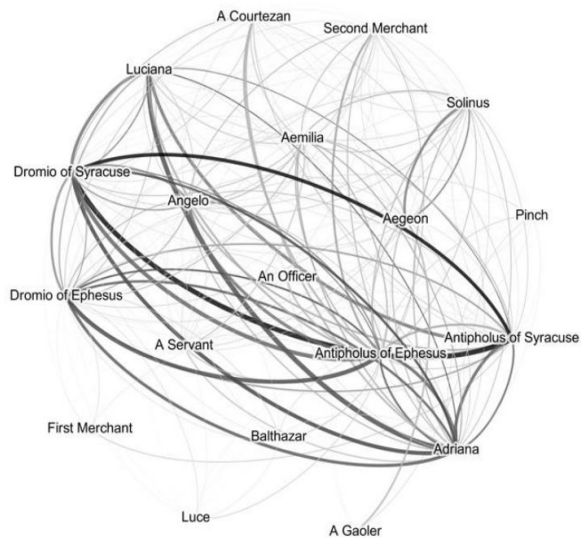 A Courtezan
Second Merchant
Luciana
Solinus
Aemilia
Dromio of Syracuse
Angelo
Aegeon
Pinch
An Officer
Dromio of Ephesus
Antipholus of Syracuse
A Servant
Antipholus of Ephesus
First Merchant
Balthazar
Adriana
Luce
A Gaoler